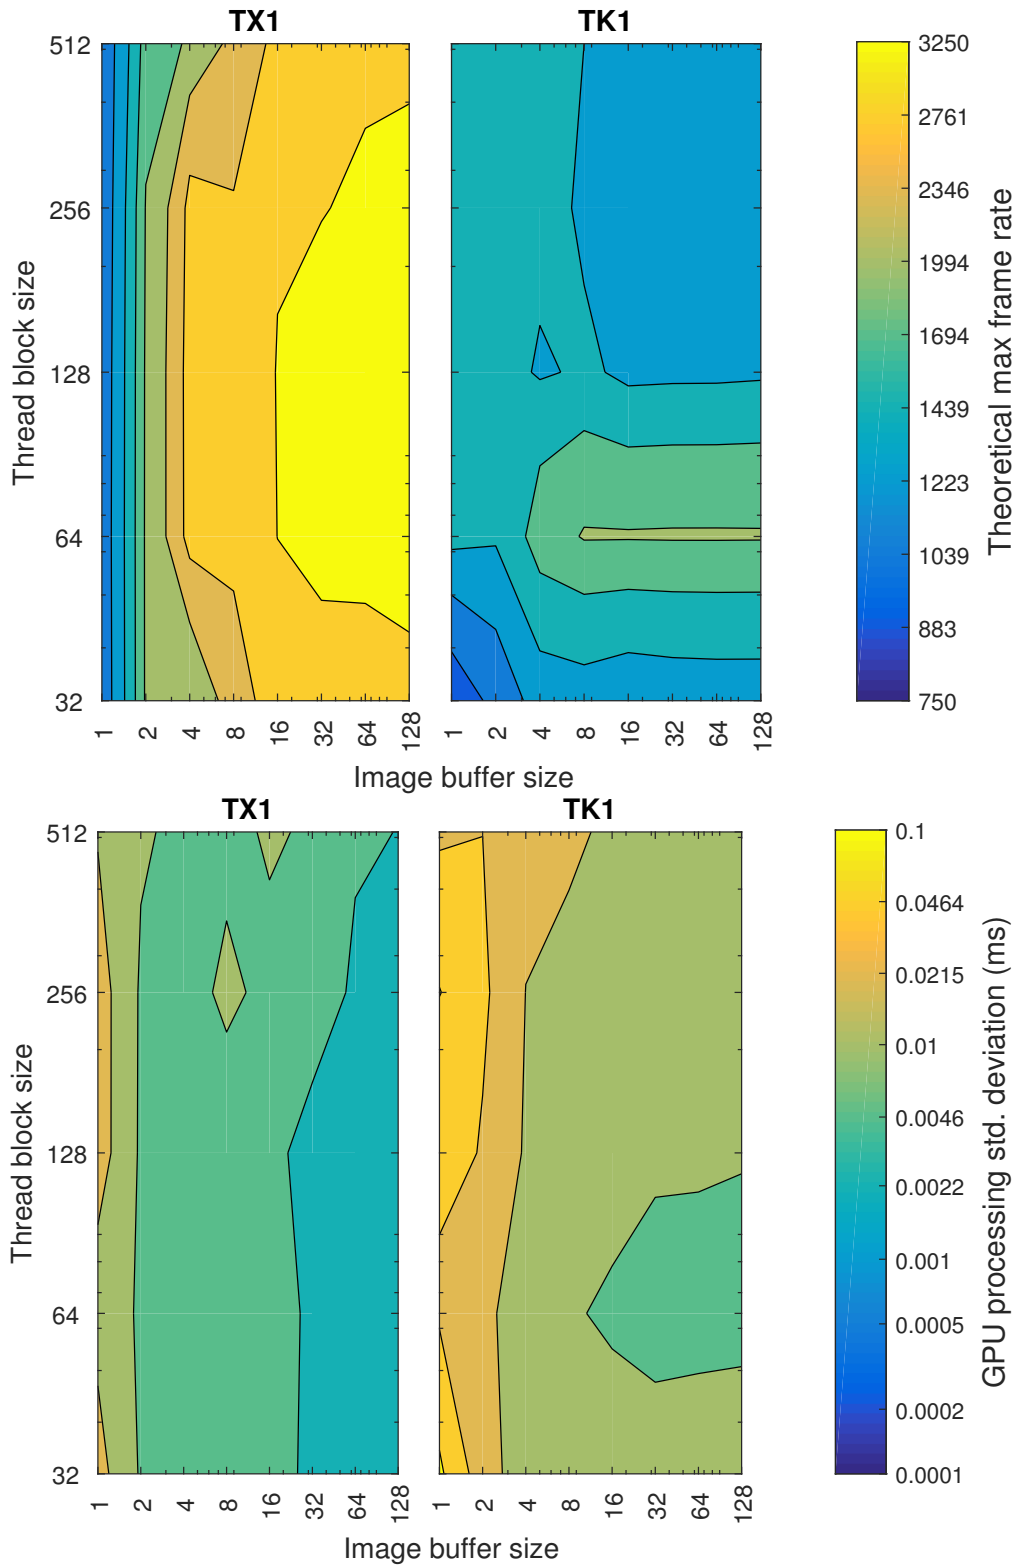 TX1 TK1
512
256
128
64
32
Thread block size
1 2 4 8 16 32 64 128
1 2 4 8 16 32 64 128
Image buffer size
3250
2761
2346
1994
1694
1439
1223
1039
883
750
Theoretical max frame rate
TX1 TK1
512
256
128
64
32
Thread block size
1 2 4 8 16 32 64 128
1 2 4 8 16 32 64 128
Image buffer size
0.1
0.0464
0.0215
0.01
0.0046
0.0022
0.001
0.0005
0.0002
0.0001
GPU processing std. deviation (ms)